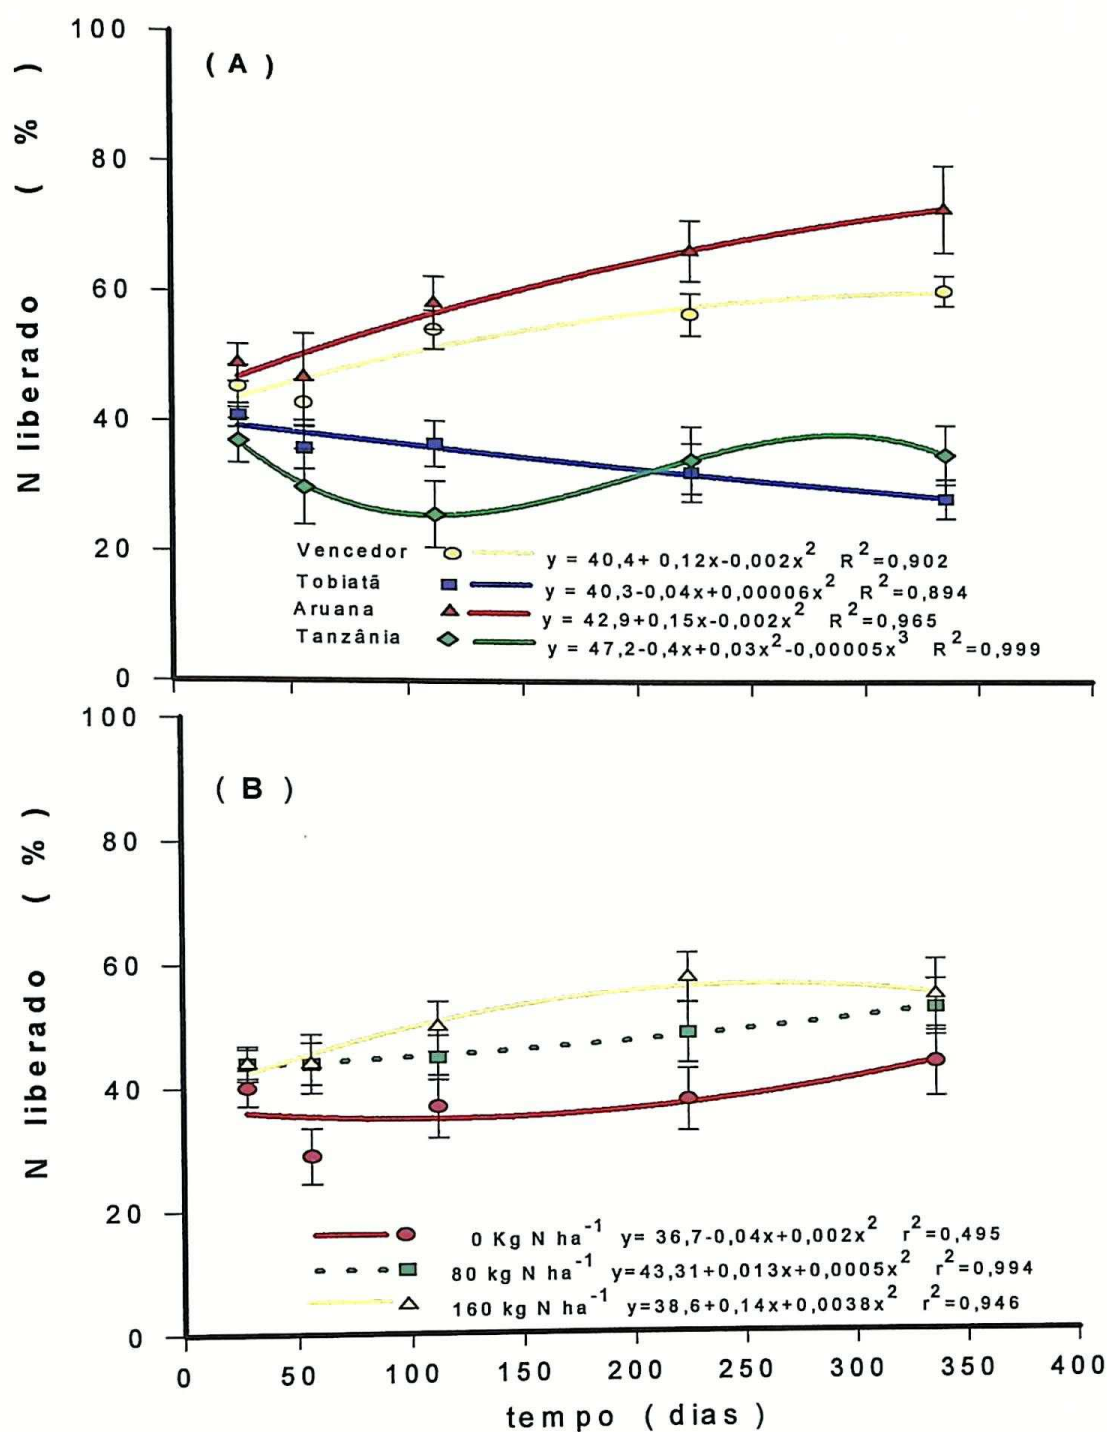 100
( A )
80
60
40
20
0
N liberado ( % )
Vencedor y = 40,4+ 0,12x-0,002x² R²=0,902
Tobiatã y = 40,3-0,04x+0,00006x² R²=0,894
Aruana y = 42,9+0,15x-0,002x² R²=0,965
Tanzânia y = 47,2-0,4x+0,03x²-0,00005x³ R²=0,999
100
( B )
80
60
40
20
0
N liberado ( % )
0 Kg N ha⁻¹ y= 36,7-0,04x+0,002x² r²=0,495
80 kg N ha⁻¹ y=43,31+0,013x+0,0005x² r²=0,994
160 kg N ha⁻¹ y=38,6+0,14x+0,0038x² r²=0,946
0 50 100 150 200 250 300 350 400
tempo ( dias )